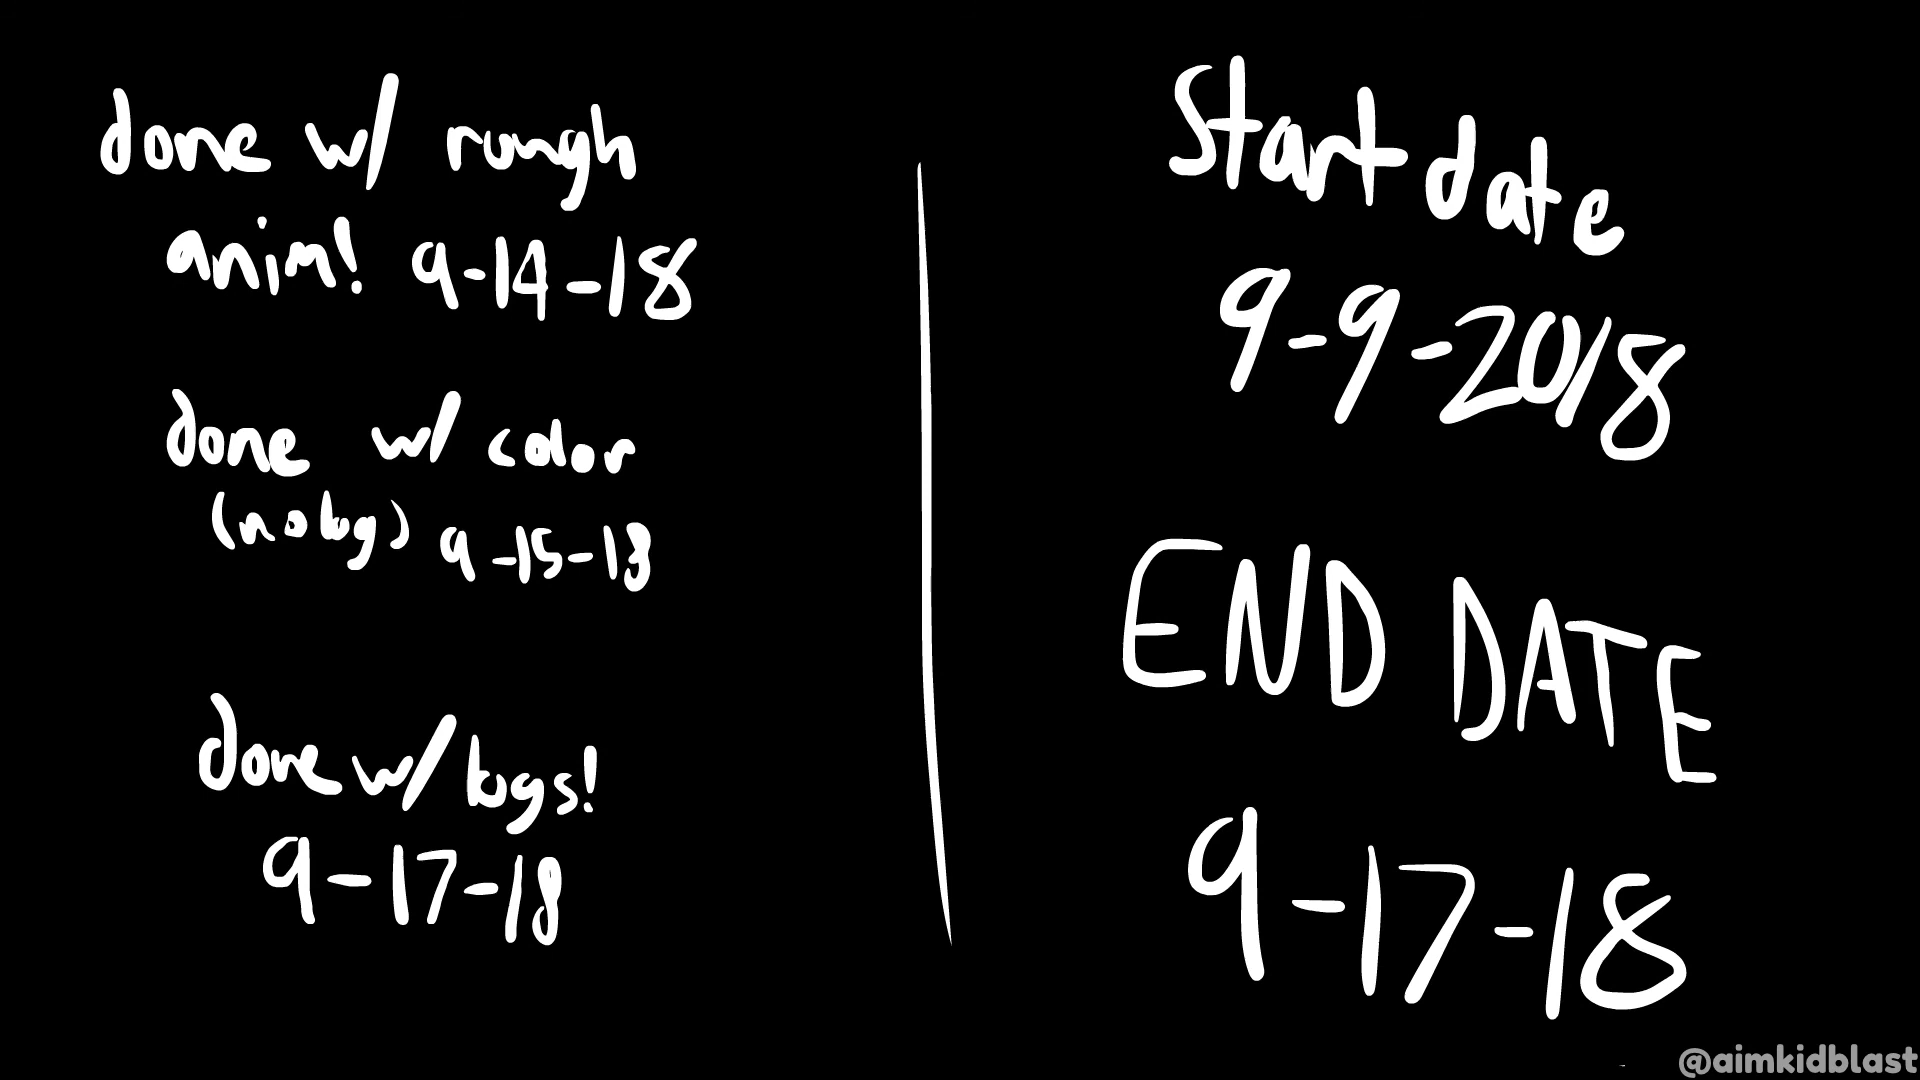 done w/ rough
anim! 9-14-18
done w/ color
(no bg) 9-15-18
done w/ bgs!
9-17-18
Start date
9-9-2018
END DATE
9-17-18
@aimkidblast